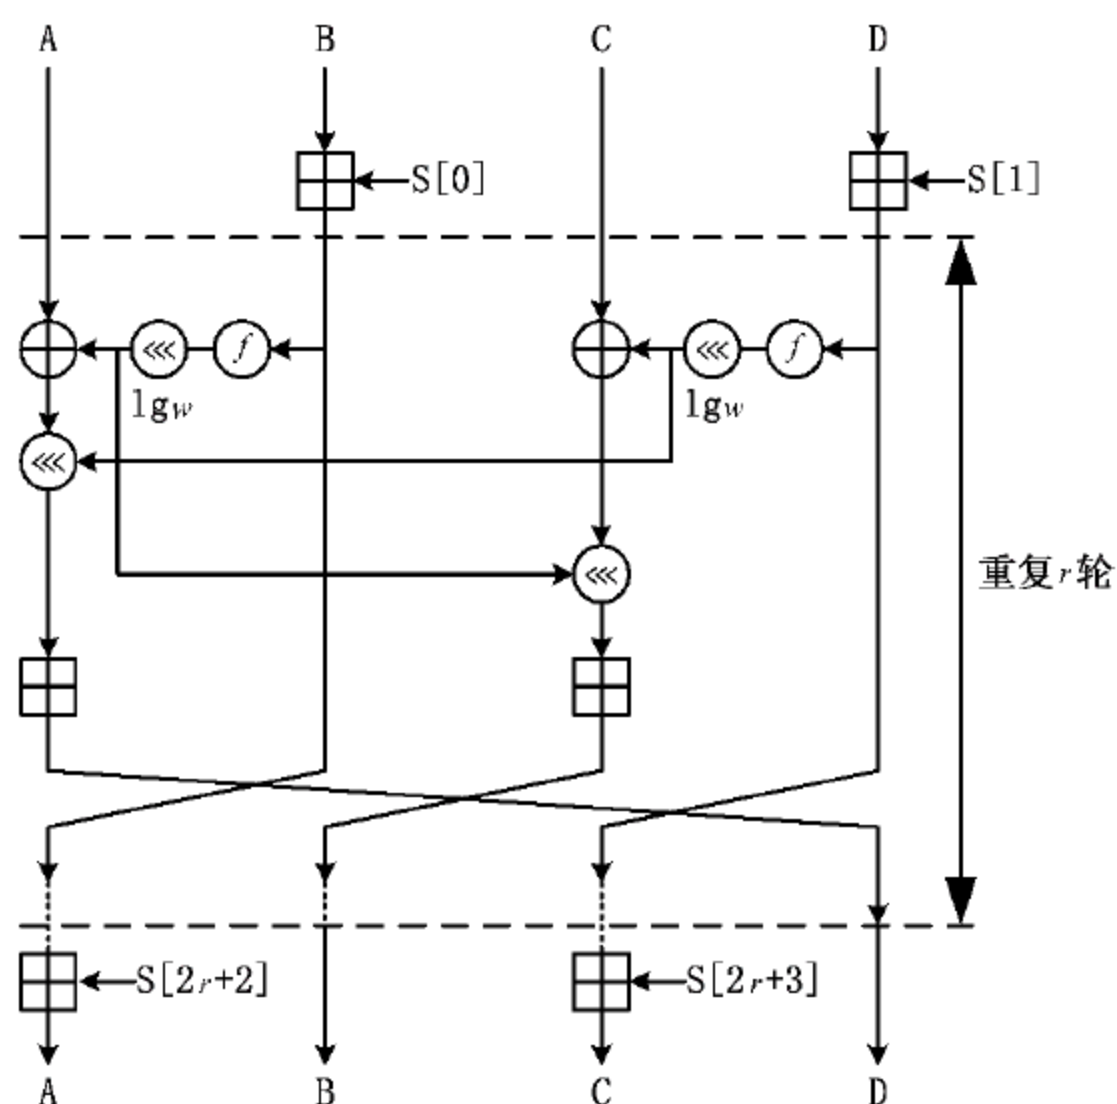 A B C D
S[0] S[1]
⋘ f ⋘ f
lgw lgw
⋘
⋘
重复r轮
S[2r+2] S[2r+3]
A B C D